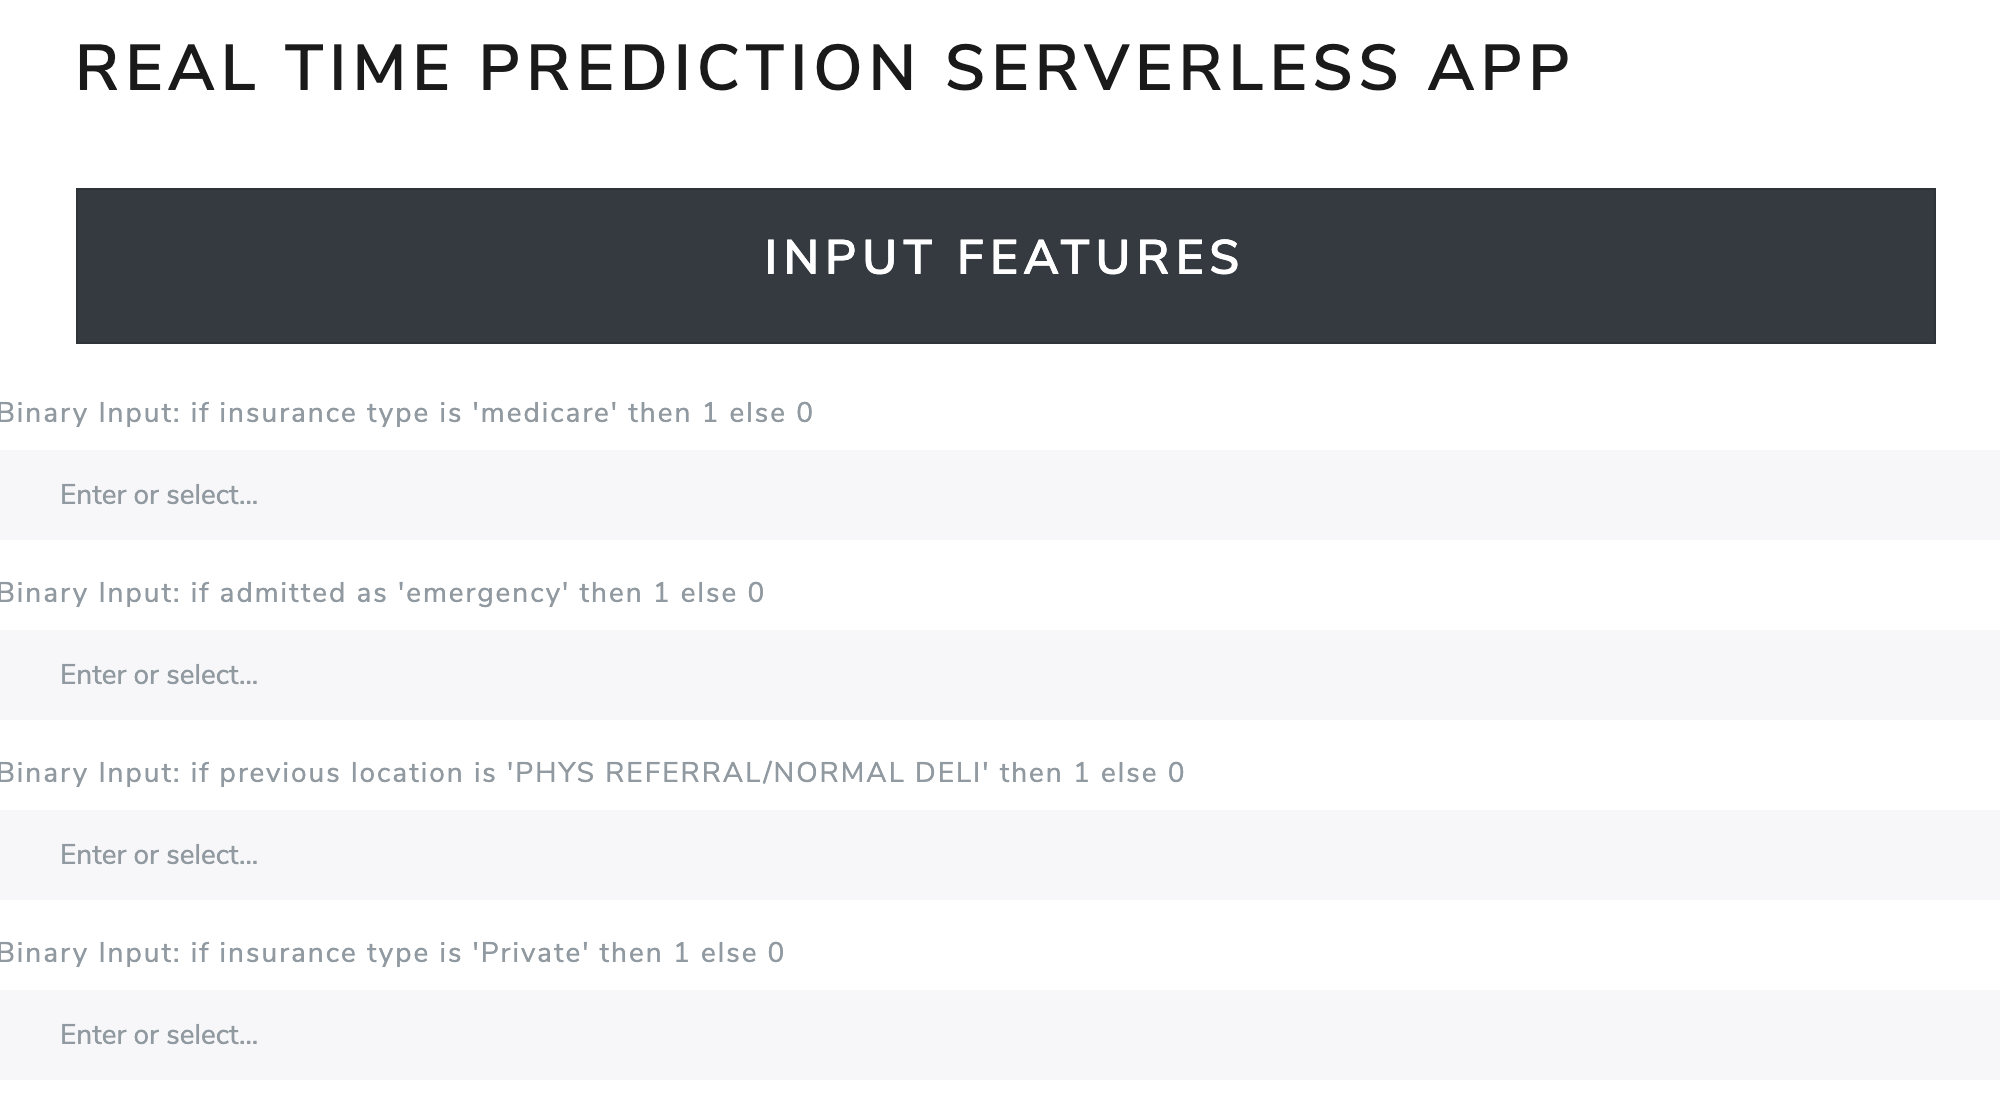 REAL TIME PREDICTION SERVERLESS APP
INPUT FEATURES
Binary Input: if insurance type is 'medicare' then 1 else 0
Enter or select...
Binary Input: if admitted as 'emergency' then 1 else 0
Enter or select...
Binary Input: if previous location is 'PHYS REFERRAL/NORMAL DELI' then 1 else 0
Enter or select...
Binary Input: if insurance type is 'Private' then 1 else 0
Enter or select...